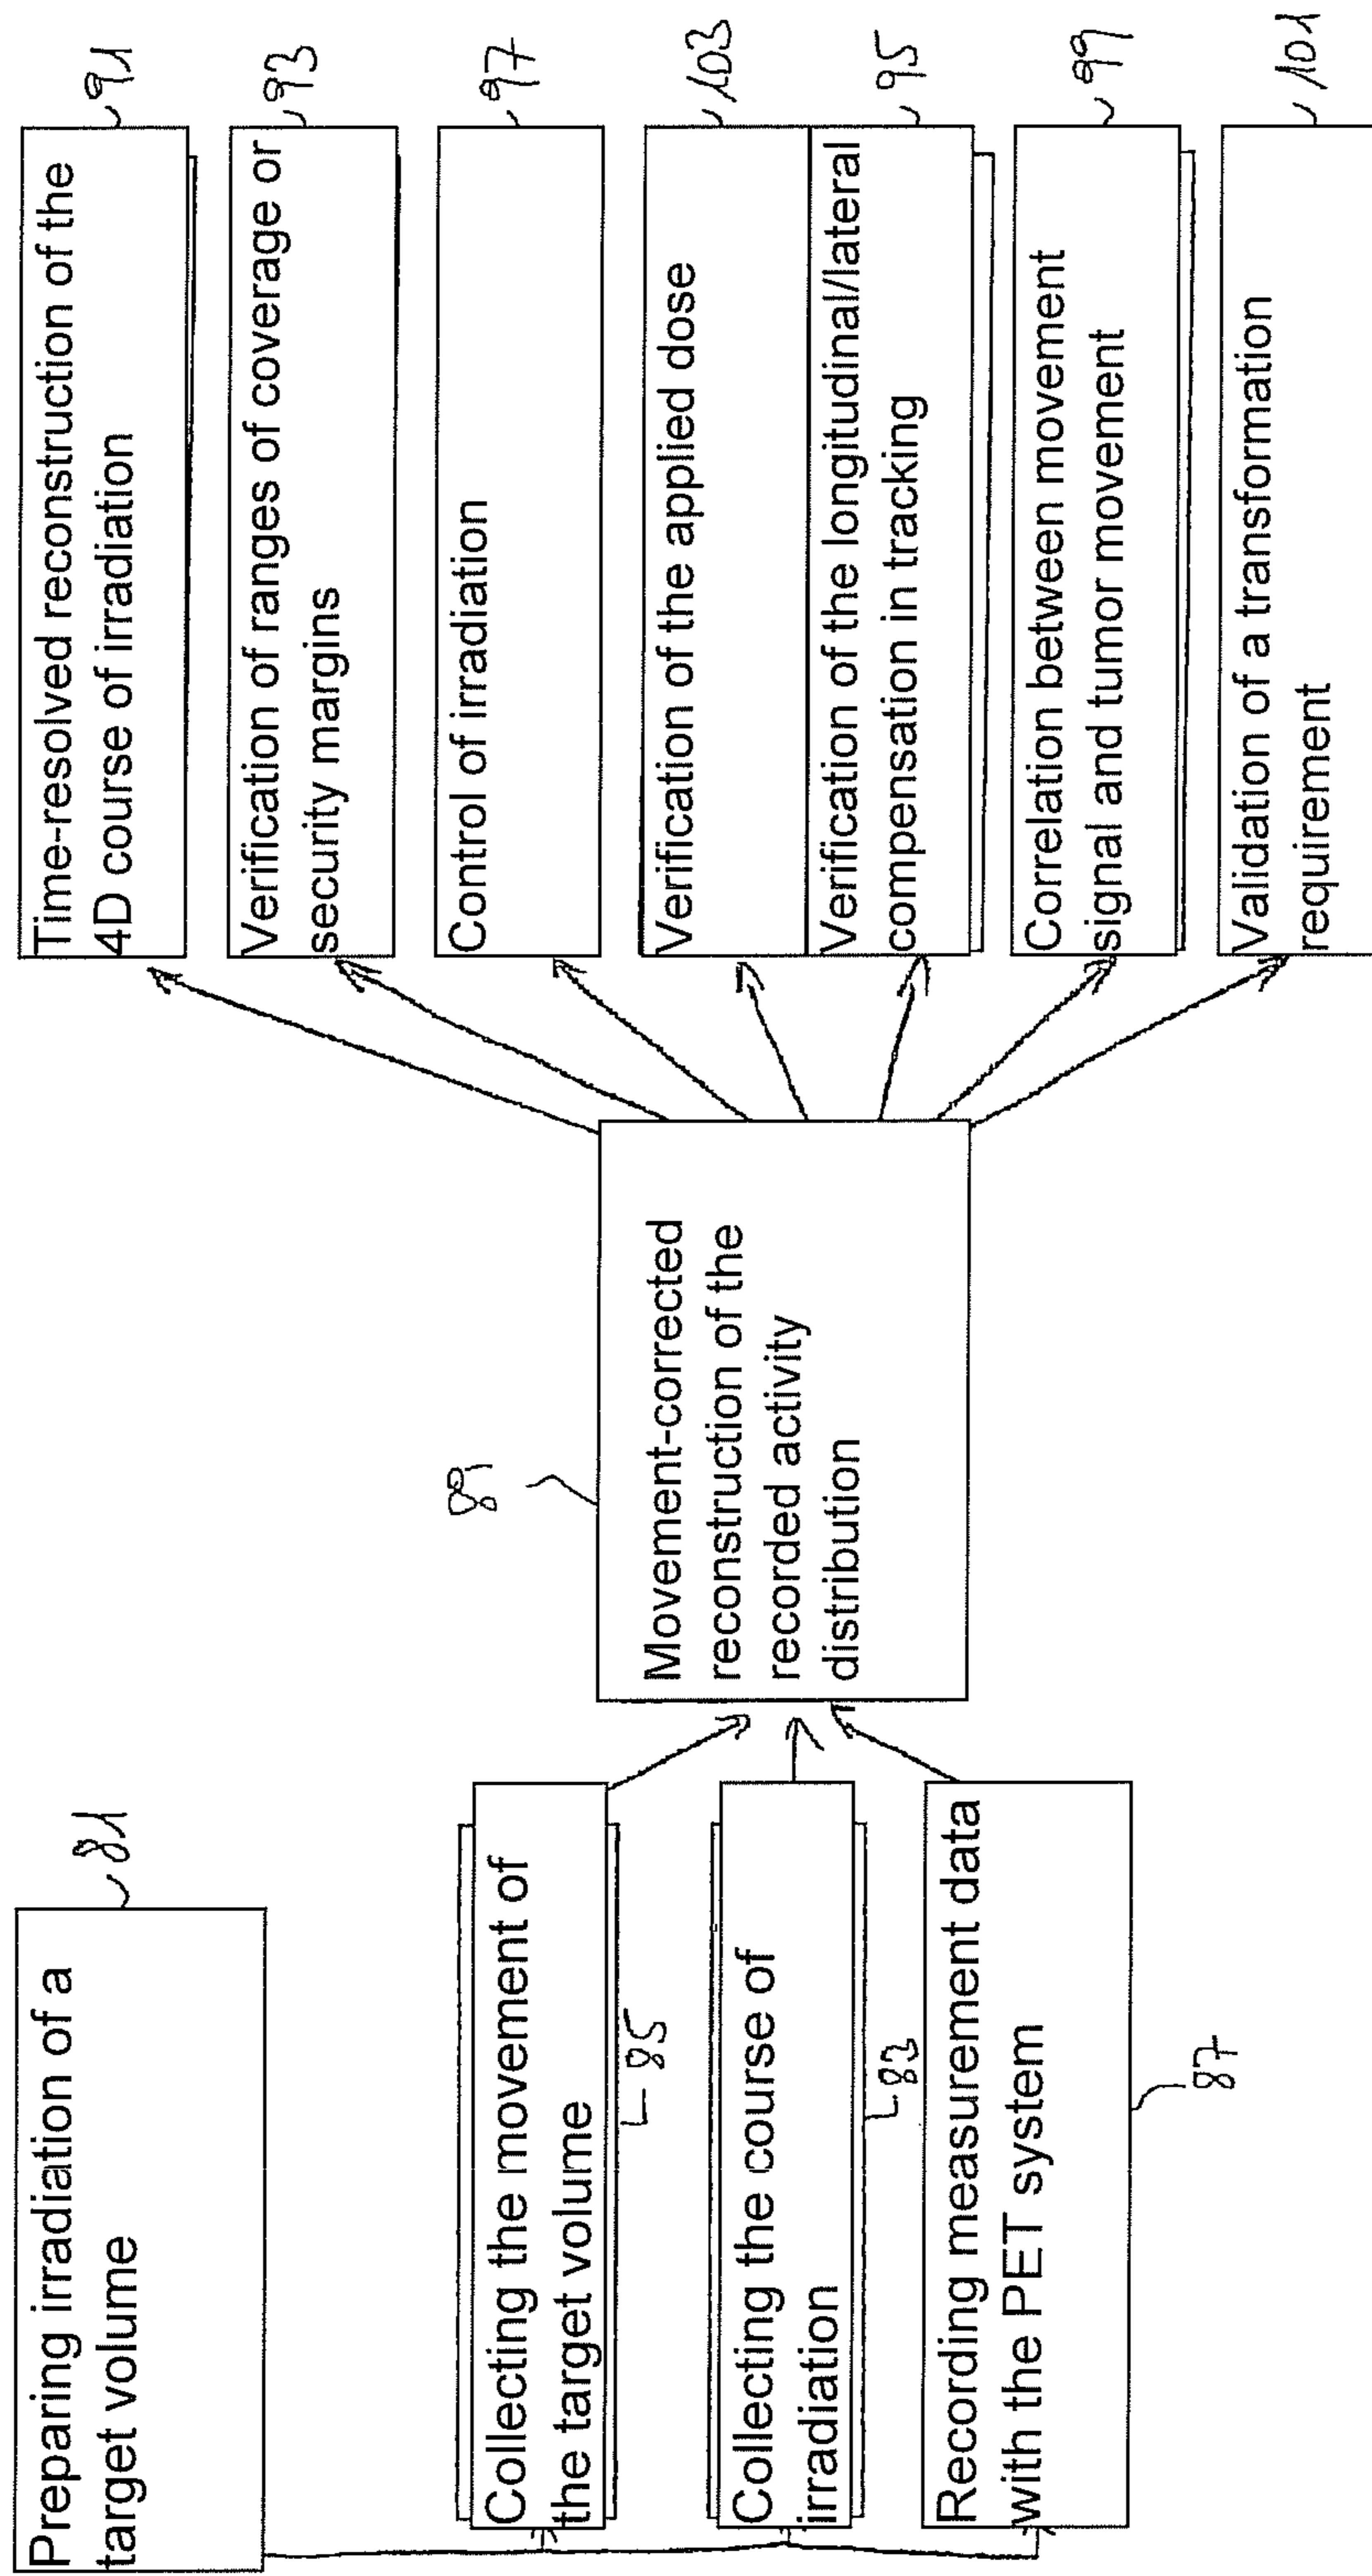 Preparing irradiation of a
target volume
81
Collecting the movement of
the target volume
85
Collecting the course of
irradiation
83
Recording measurement data
with the PET system
87
Movement-corrected
reconstruction of the
recorded activity
distribution
Time-resolved reconstruction of the
4D course of irradiation
91
Verification of ranges of coverage or
security margins
93
Control of irradiation
97
Verification of the applied dose
103
Verification of the longitudinal/lateral
compensation in tracking
95
Correlation between movement
signal and tumor movement
99
Validation of a transformation
requirement
101